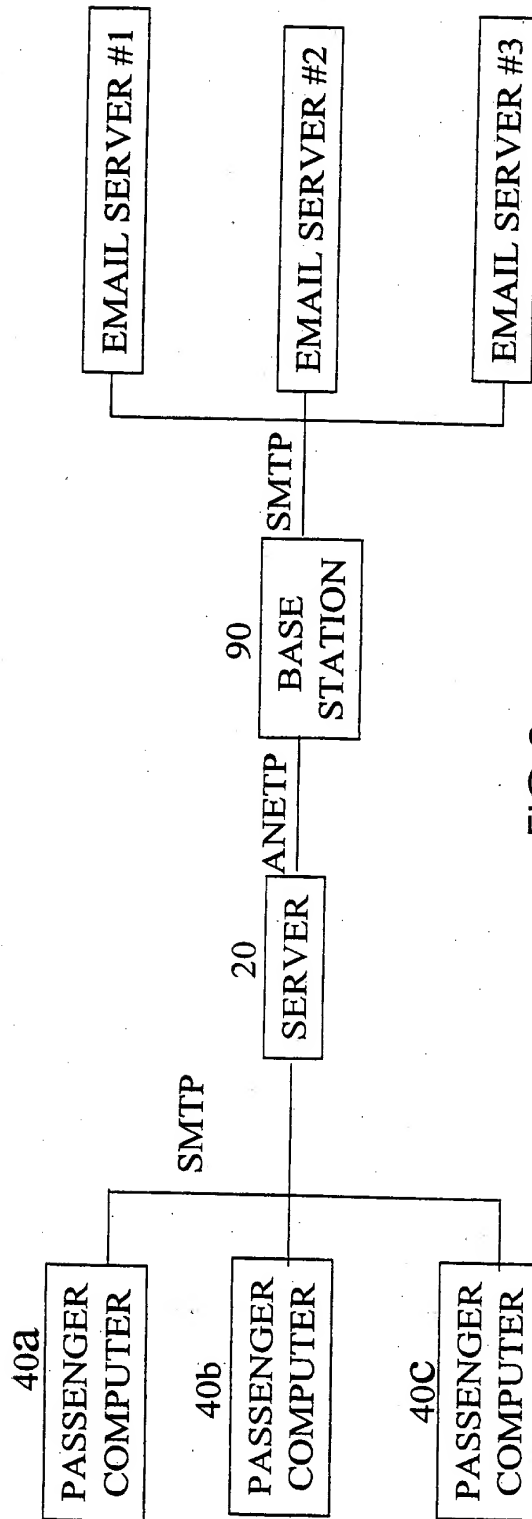 40a
PASSENGER
COMPUTER
40b
PASSENGER
COMPUTER
40c
PASSENGER
COMPUTER
SMTP
20
SERVER
ANETP
90
BASE
STATION
SMTP
EMAIL SERVER #1
EMAIL SERVER #2
EMAIL SERVER #3